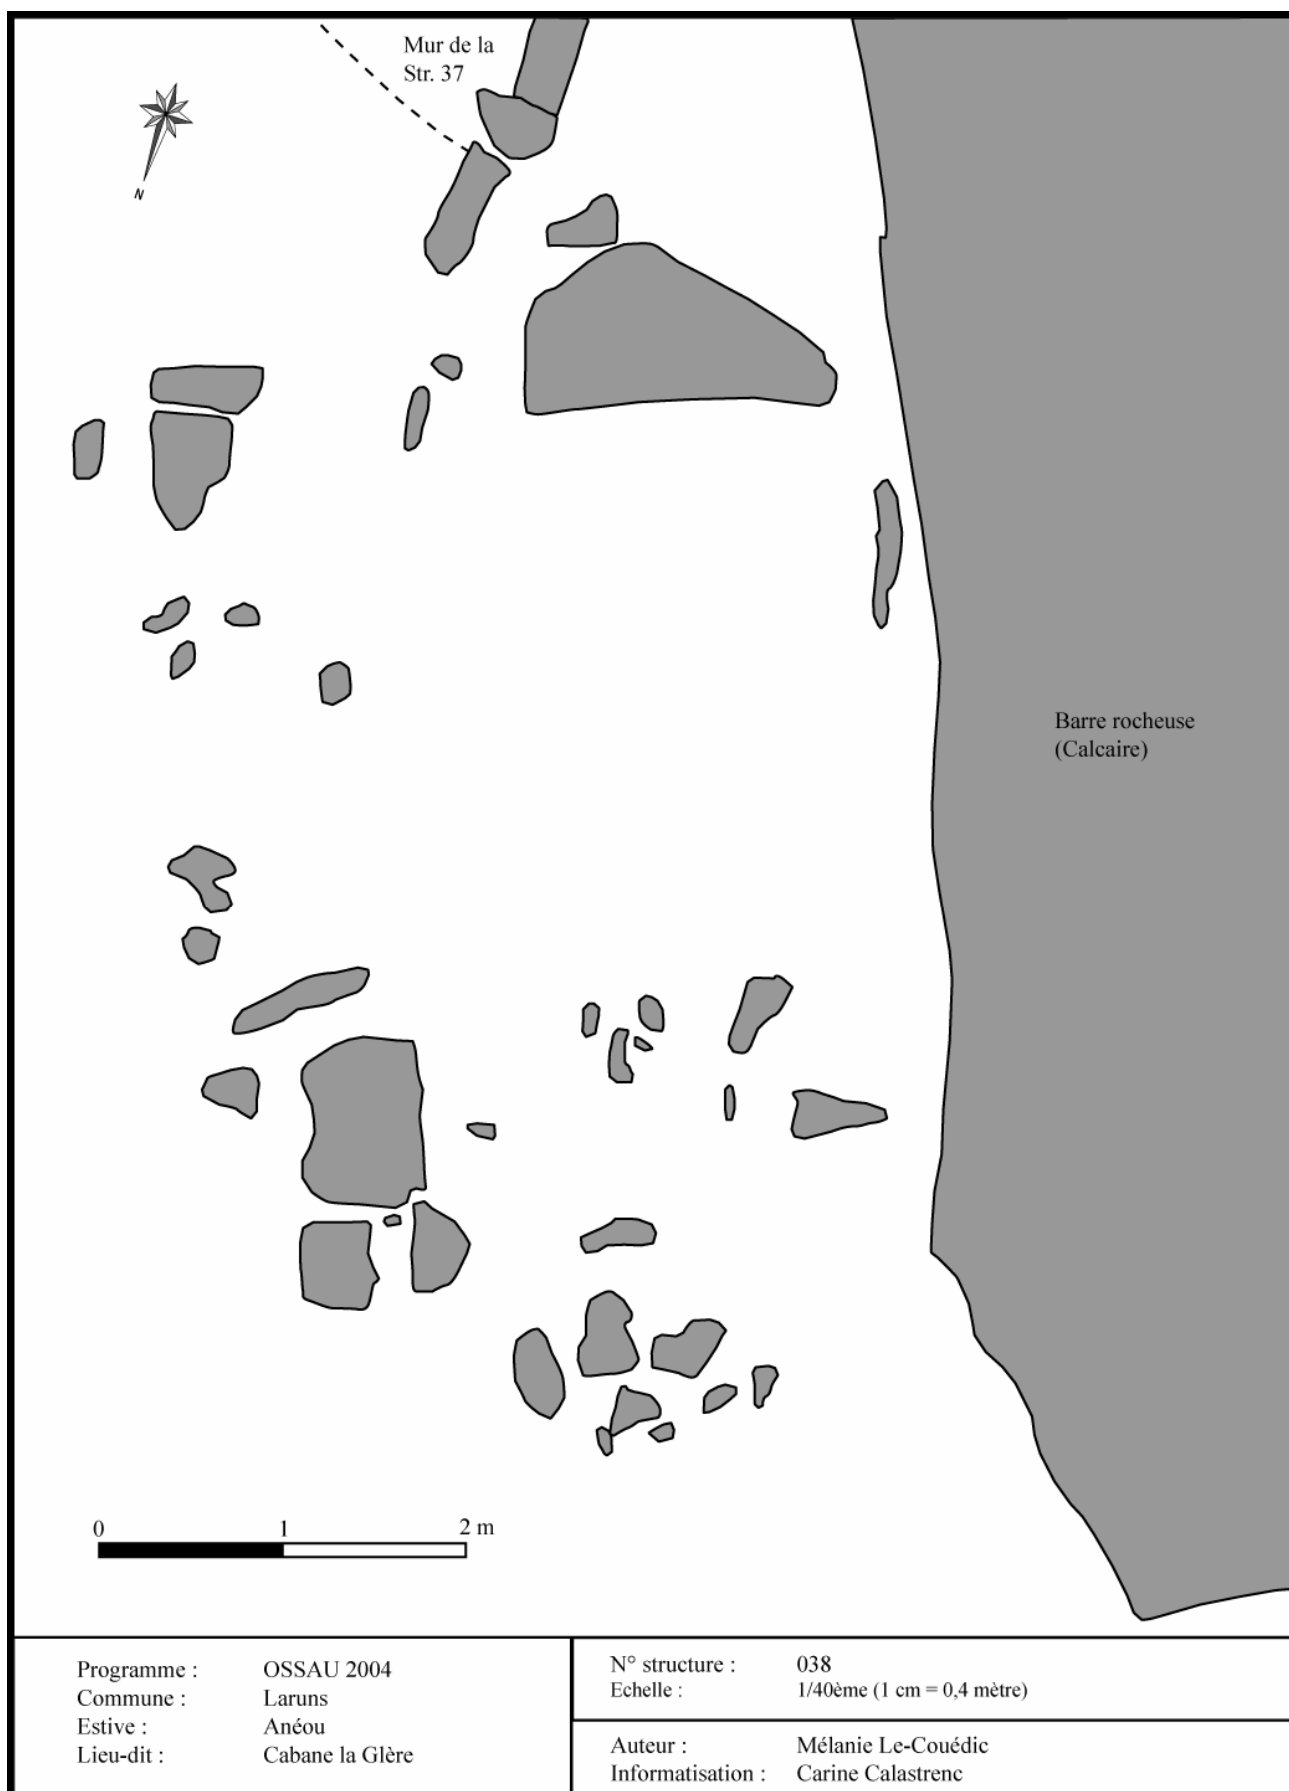 Mur de la
Str. 37
N
Barre rocheuse
(Calcaire)
0 1 2 m
Programme : OSSAU 2004
Commune : Laruns
Estive : Anéou
Lieu-dit : Cabane la Glère
N° structure : 038
Echelle : 1/40ème (1 cm = 0,4 mètre)
Auteur : Mélanie Le-Couédic
Informatisation : Carine Calastrenc